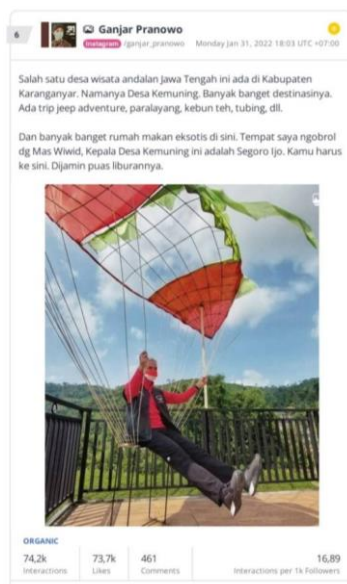 6
Ganjar Pranowo
Instagram ganjar_pranowo Monday Jan 31, 2022 18:03 UTC +07:00
Salah satu desa wisata andalan Jawa Tengah ini ada di Kabupaten
Karanganyar. Namanya Desa Kemuning. Banyak banget destinasinya.
Ada trip jeep adventure, paralayang, kebun teh, tubing, dll.
Dan banyak banget rumah makan eksotis di sini. Tempat saya ngobrol
dg Mas Wiwid, Kepala Desa Kemuning ini adalah Segoro Ijo. Kamu harus
ke sini. Dijamin puas liburannya.
ORGANIC
74,2k 73,7k 461 16,89
Interactions Likes Comments Interactions per 1k Followers